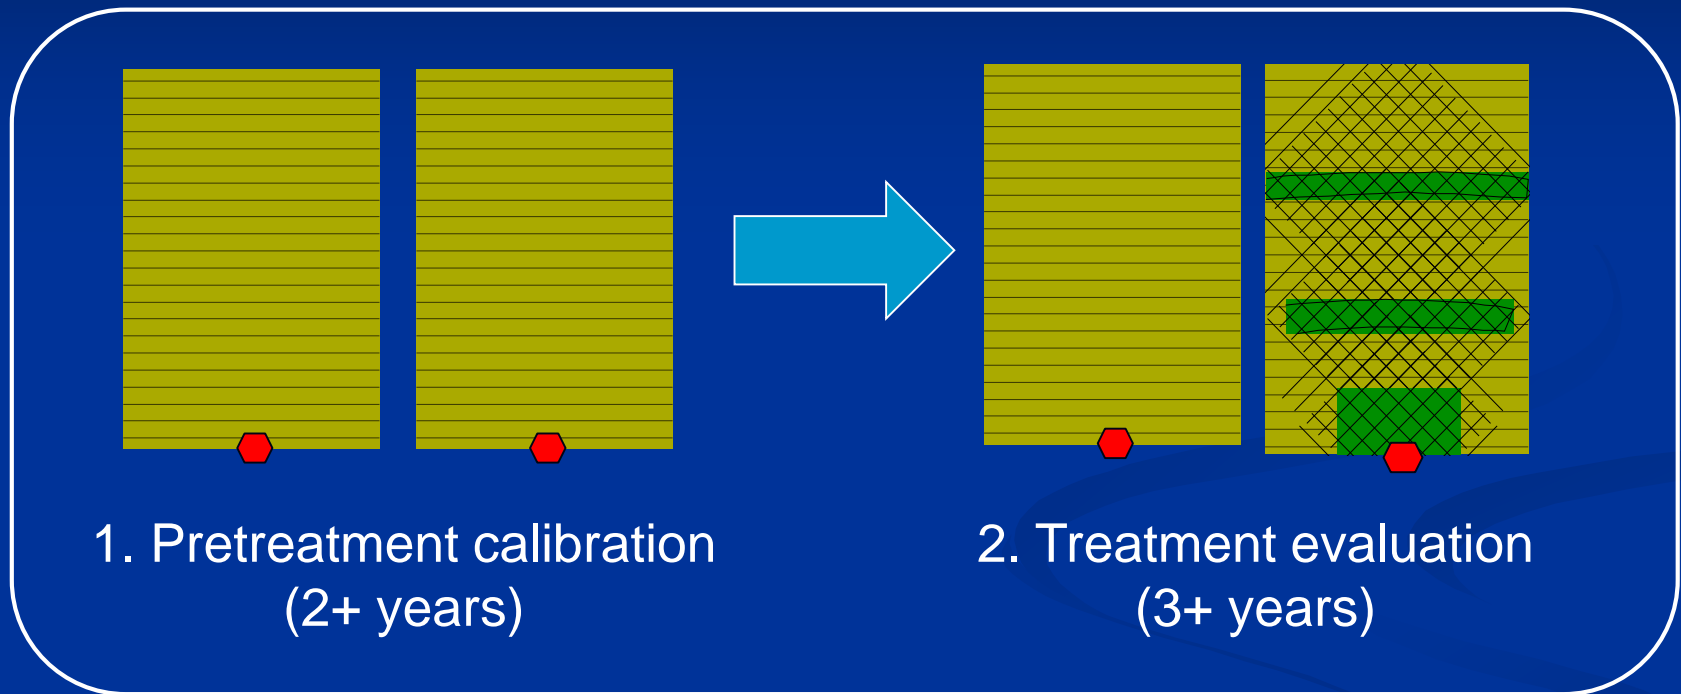 1. Pretreatment calibration
(2+ years)
2. Treatment evaluation
(3+ years)